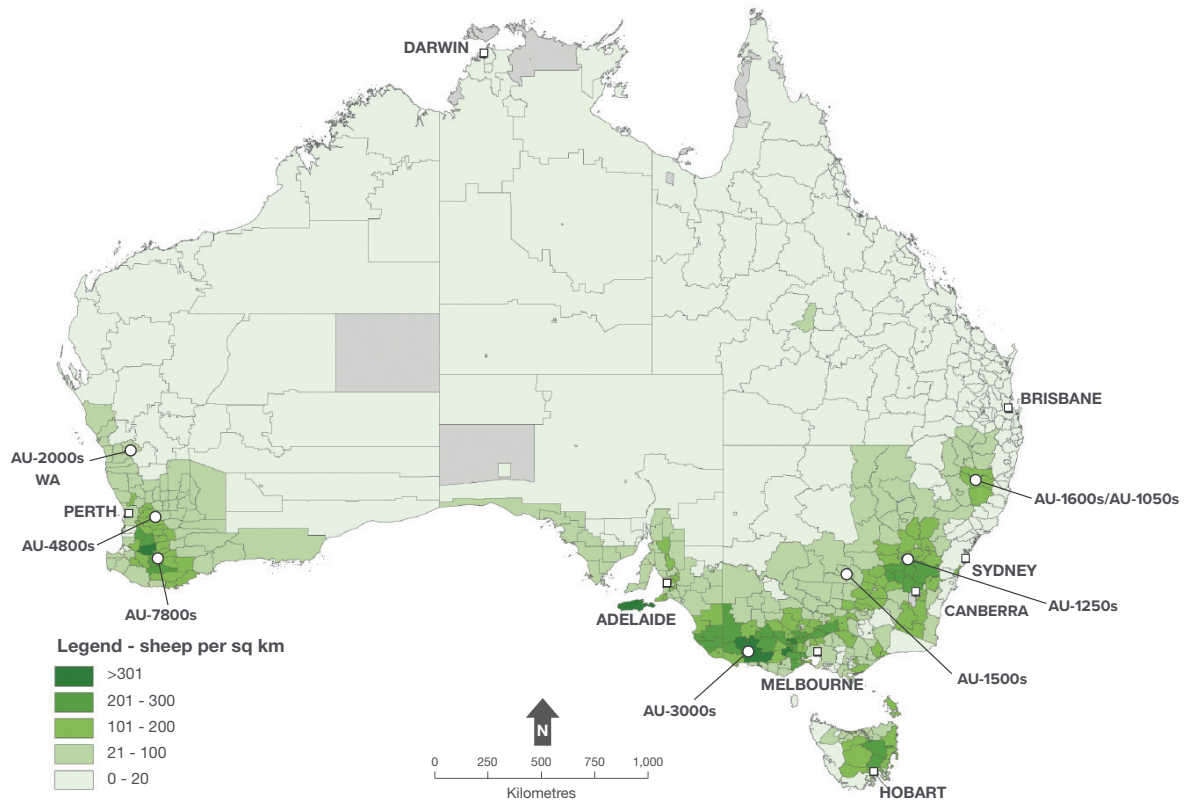 DARWIN
BRISBANE
AU-2000s
WA
AU-1600s/AU-1050s
PERTH
AU-4800s
SYDNEY
AU-7800s
ADELAIDE
CANBERRA
AU-1250s
Legend - sheep per sq km
>301
201 - 300
101 - 200
21 - 100
0 - 20
MELBOURNE
AU-1500s
AU-3000s
N
0 250 500 750 1,000
Kilometres
HOBART